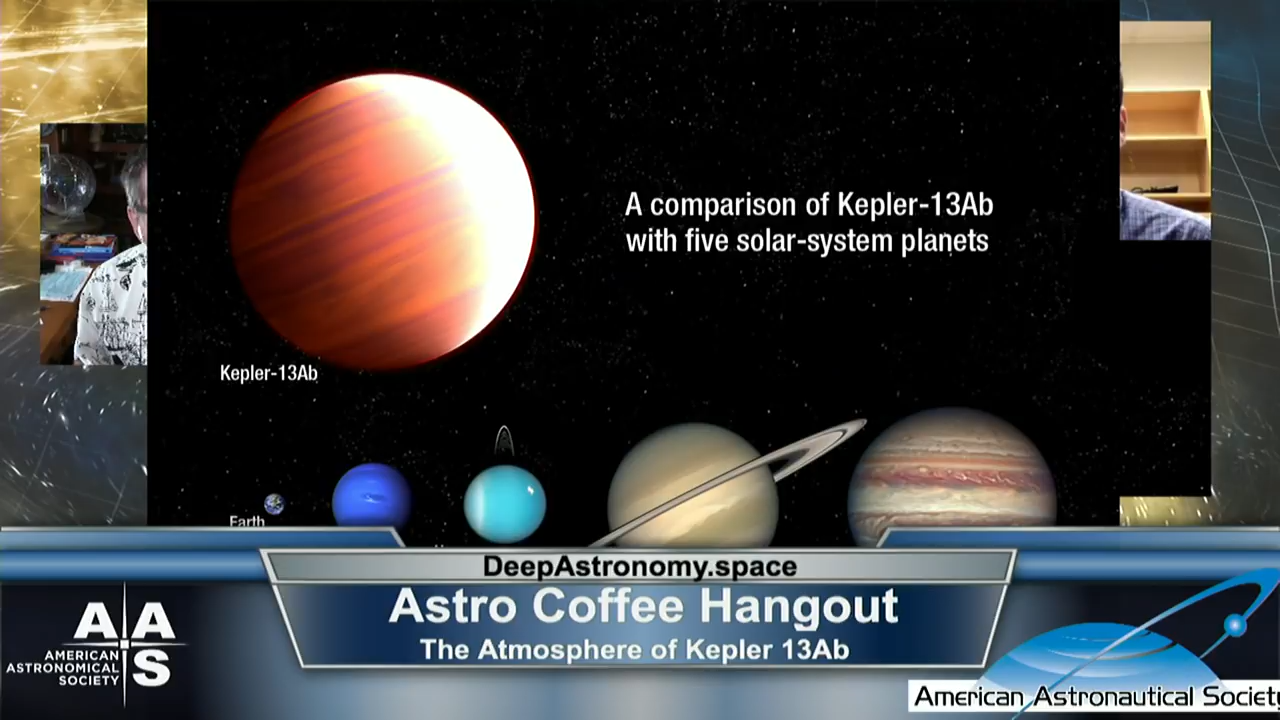 A comparison of Kepler-13Ab
with five solar-system planets
Kepler-13Ab
Earth
DeepAstronomy.space
Astro Coffee Hangout
The Atmosphere of Kepler 13Ab
AAS
AMERICAN
ASTRONOMICAL
SOCIETY
American Astronautical Society